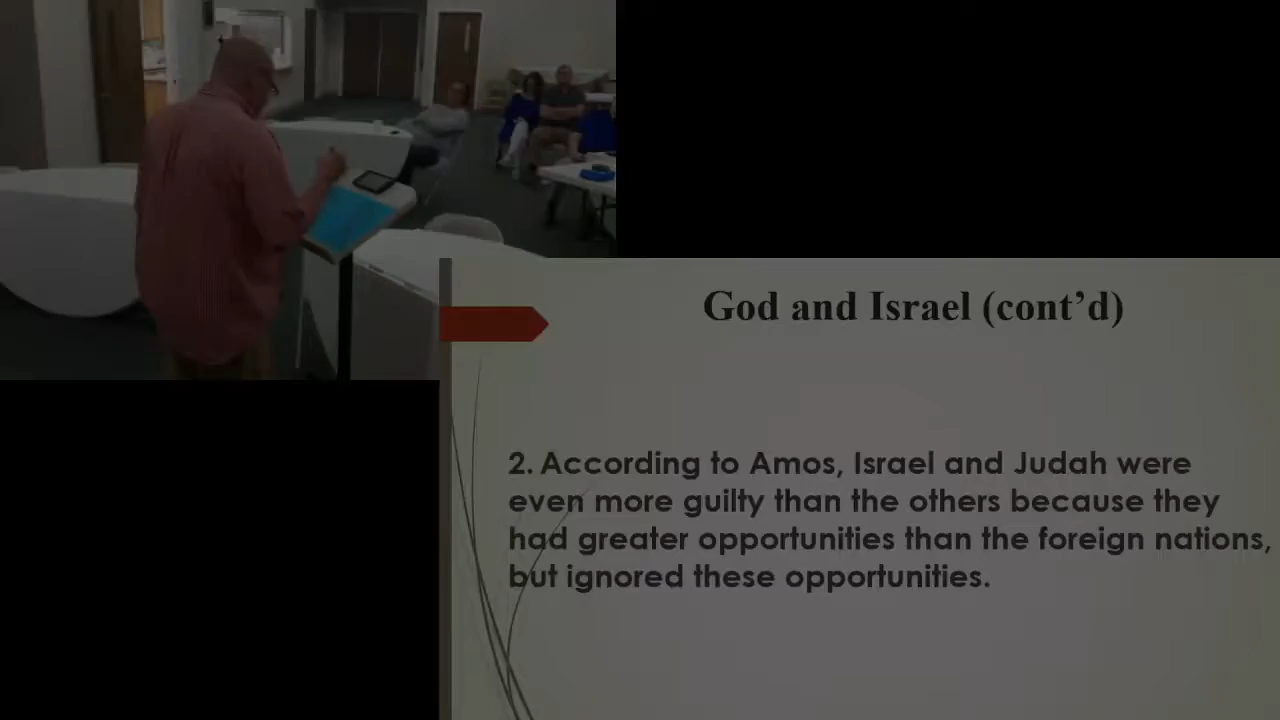 God and Israel (cont’d)
2. According to Amos, Israel and Judah were
even more guilty than the others because they
had greater opportunities than the foreign nations,
but ignored these opportunities.